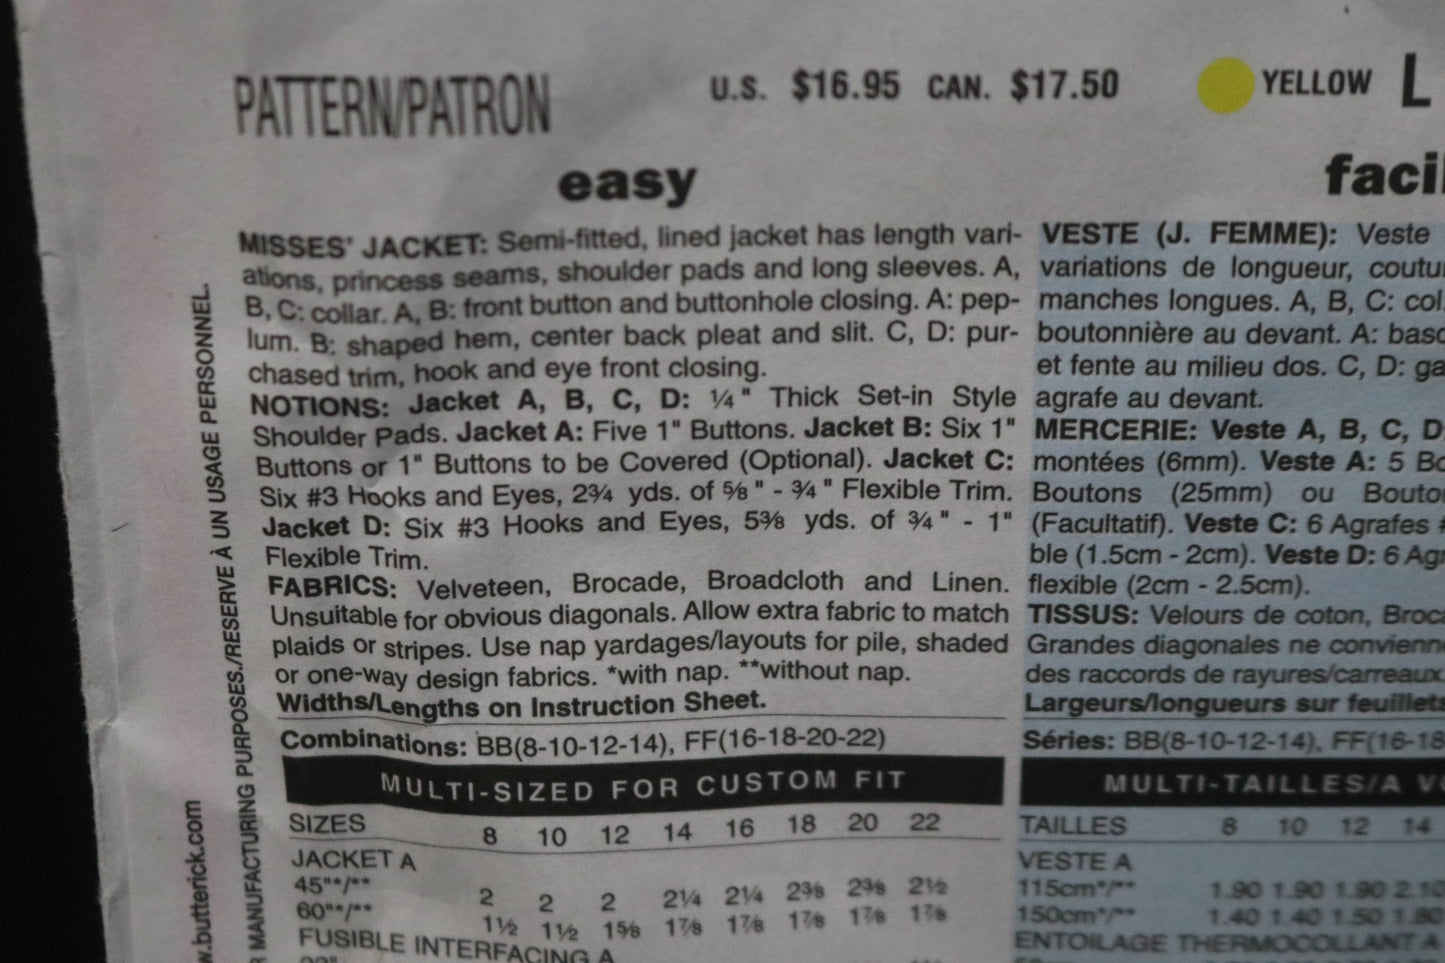 PATTERN/PATRON U.S. $16.95 CAN. $17.50 YELLOW L
easy
MISSES' JACKET: Semi-fitted, lined jacket has length vari-
ations, princess seams, shoulder pads and long sleeves. A,
B, C: collar. A, B: front button and buttonhole closing. A: pep-
lum. B: shaped hem, center back pleat and slit. C, D: pur-
chased trim, hook and eye front closing.
NOTIONS: Jacket A, B, C, D: ¼" Thick Set-in Style
Shoulder Pads. Jacket A: Five 1" Buttons. Jacket B: Six 1"
Buttons or 1" Buttons to be Covered (Optional). Jacket C:
Six #3 Hooks and Eyes, 2¾ yds. of ⅝" - ¾" Flexible Trim.
Jacket D: Six #3 Hooks and Eyes, 5⅜ yds. of ¾" - 1"
Flexible Trim.
FABRICS: Velveteen, Brocade, Broadcloth and Linen.
Unsuitable for obvious diagonals. Allow extra fabric to match
plaids or stripes. Use nap yardages/layouts for pile, shaded
or one-way design fabrics. *with nap. **without nap.
Widths/Lengths on Instruction Sheet.
Combinations: BB(8-10-12-14), FF(16-18-20-22)
MULTI-SIZED FOR CUSTOM FIT
SIZES 8 10 12 14 16 18 20 22
JACKET A
45"*/** 2 2 2 2¼ 2¼ 2⅜ 2⅜ 2½
60"*/** 1½ 1½ 1⅝ 1⅞ 1⅞ 1⅞ 1⅞ 1⅞
FUSIBLE INTERFACING A
facil
VESTE (J. FEMME): Veste
variations de longueur, coutu
manches longues. A, B, C: col
boutonnière au devant. A: basq
et fente au milieu dos. C, D: ga
agrafe au devant.
MERCERIE: Veste A, B, C, D
montées (6mm). Veste A: 5 Bo
Boutons (25mm) ou Bouto
(Facultatif). Veste C: 6 Agrafes #
ble (1.5cm - 2cm). Veste D: 6 Agr
flexible (2cm - 2.5cm).
TISSUS: Velours de coton, Broca
Grandes diagonales ne convienn
des raccords de rayures/carreaux
Largeurs/longueurs sur feuillets
Séries: BB(8-10-12-14), FF(16-18
MULTI-TAILLES/A V
TAILLES 8 10 12 14
VESTE A
115cm*/** 1.90 1.90 1.90 2.10
150cm*/** 1.40 1.40 1.50 1.80
ENTOILAGE THERMOCOLLANT A
MANUFACTURING PURPOSES./RESERVE À UN USAGE PERSONNEL.
w.butterick.com